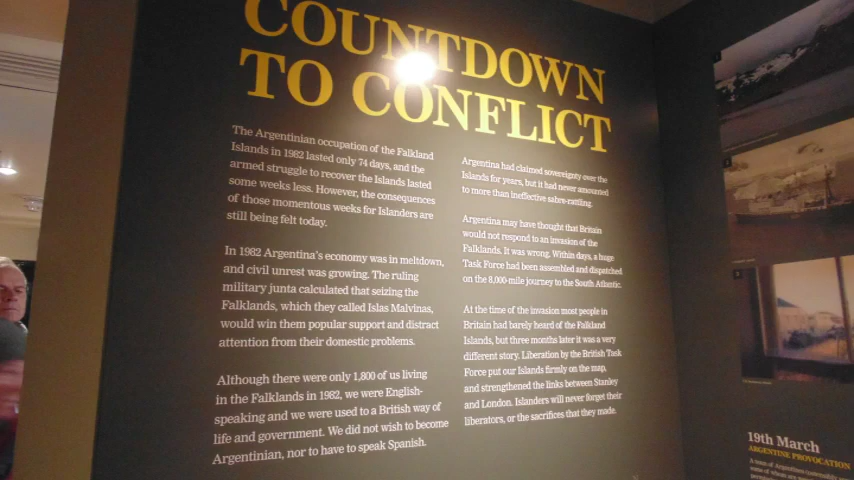 COUNTDOWN
TO CONFLICT
The Argentinian occupation of the Falkland
Islands in 1982 lasted only 74 days, and the
armed struggle to recover the Islands lasted
some weeks less. However, the consequences
of those momentous weeks for Islanders are
still being felt today.
In 1982 Argentina's economy was in meltdown,
and civil unrest was growing. The ruling
military junta calculated that seizing the
Falklands, which they called Islas Malvinas,
would win them popular support and distract
attention from their domestic problems.
Although there were only 1,800 of us living
in the Falklands in 1982, we were English-
speaking and we were used to a British way of
life and government. We did not wish to become
Argentinian, nor to have to speak Spanish.
Argentina had claimed sovereignty over the
Islands for years, but it had never amounted
to more than ineffective sabre-rattling.
Argentina may have thought that Britain
would not respond to an invasion of the
Falklands. It was wrong. Within days, a huge
Task Force had been assembled and dispatched
on the 8,000-mile journey to the South Atlantic.
At the time of the invasion most people in
Britain had barely heard of the Falkland
Islands, but three months later it was a very
different story. Liberation by the British Task
Force put our Islands firmly on the map,
and strengthened the links between Stanley
and London. Islanders will never forget their
liberators, or the sacrifices that they made.
19th March
ARGENTINE PROVOCATION
A team of Argentines